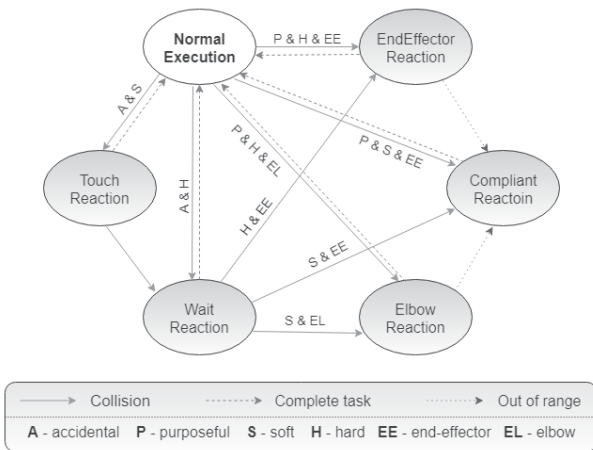 Normal
Execution
P & H & EE
EndEffector
Reaction
A & S
P & H & EL
P & S & EE
Touch
Reaction
A & H
H & EE
Compliant
Reactoin
S & EE
Wait
Reaction
S & EL
Elbow
Reaction
Collision Complete task Out of range
A - accidental P - purposeful S - soft H - hard EE - end-effector EL - elbow